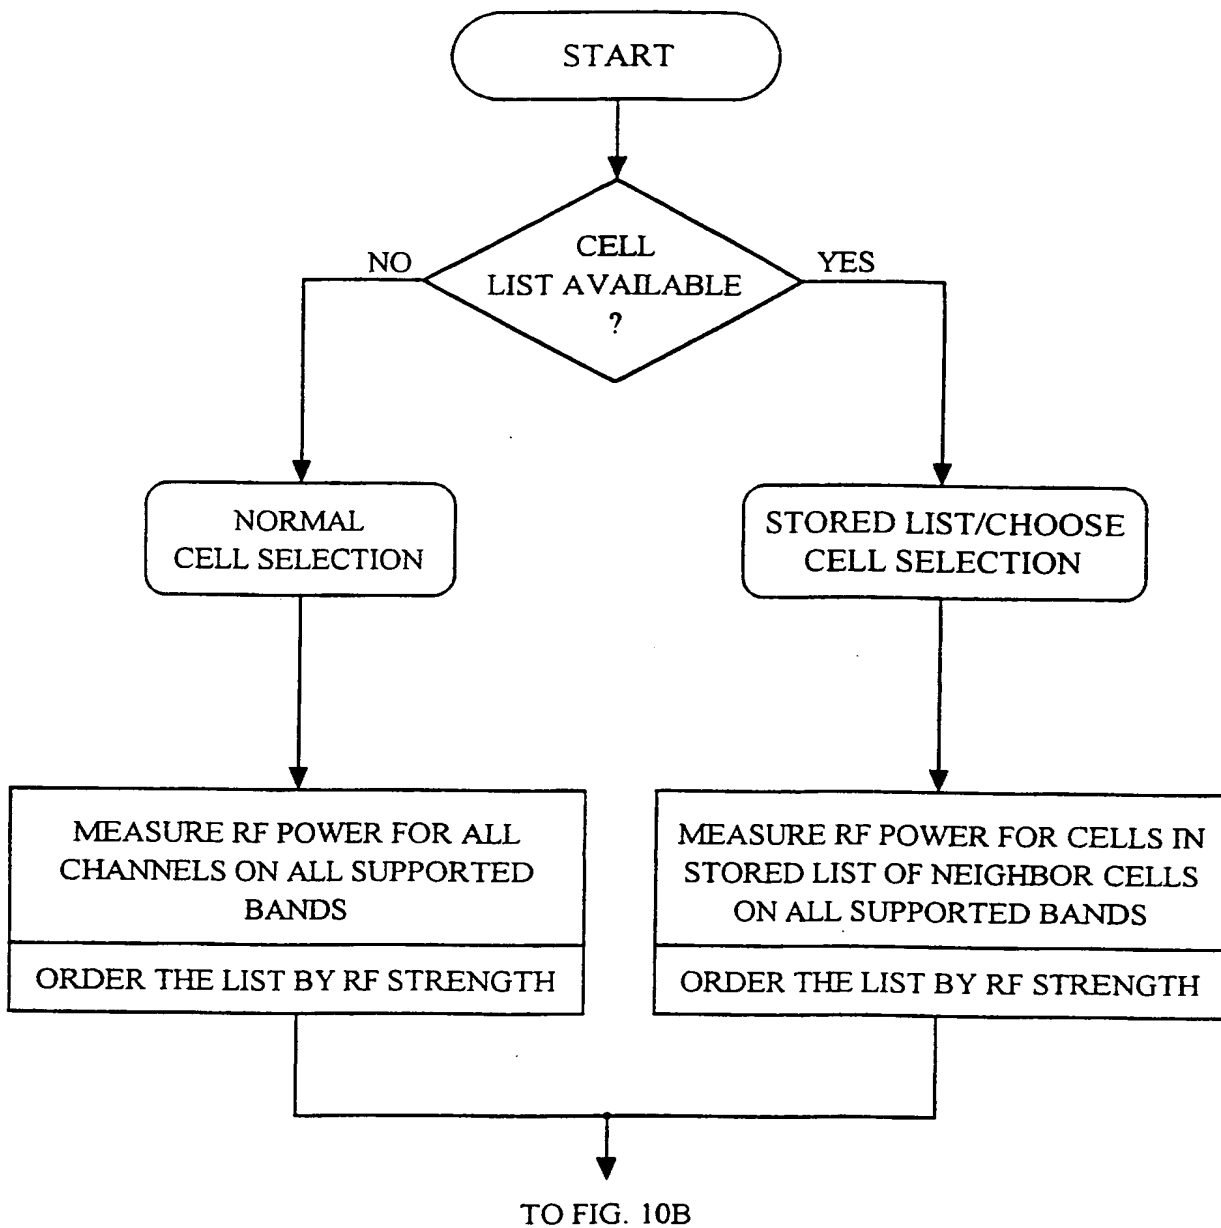 START
CELL
LIST AVAILABLE
?
NO
YES
NORMAL
CELL SELECTION
STORED LIST/CHOOSE
CELL SELECTION
MEASURE RF POWER FOR ALL
CHANNELS ON ALL SUPPORTED
BANDS
ORDER THE LIST BY RF STRENGTH
MEASURE RF POWER FOR CELLS IN
STORED LIST OF NEIGHBOR CELLS
ON ALL SUPPORTED BANDS
ORDER THE LIST BY RF STRENGTH
TO FIG. 10B